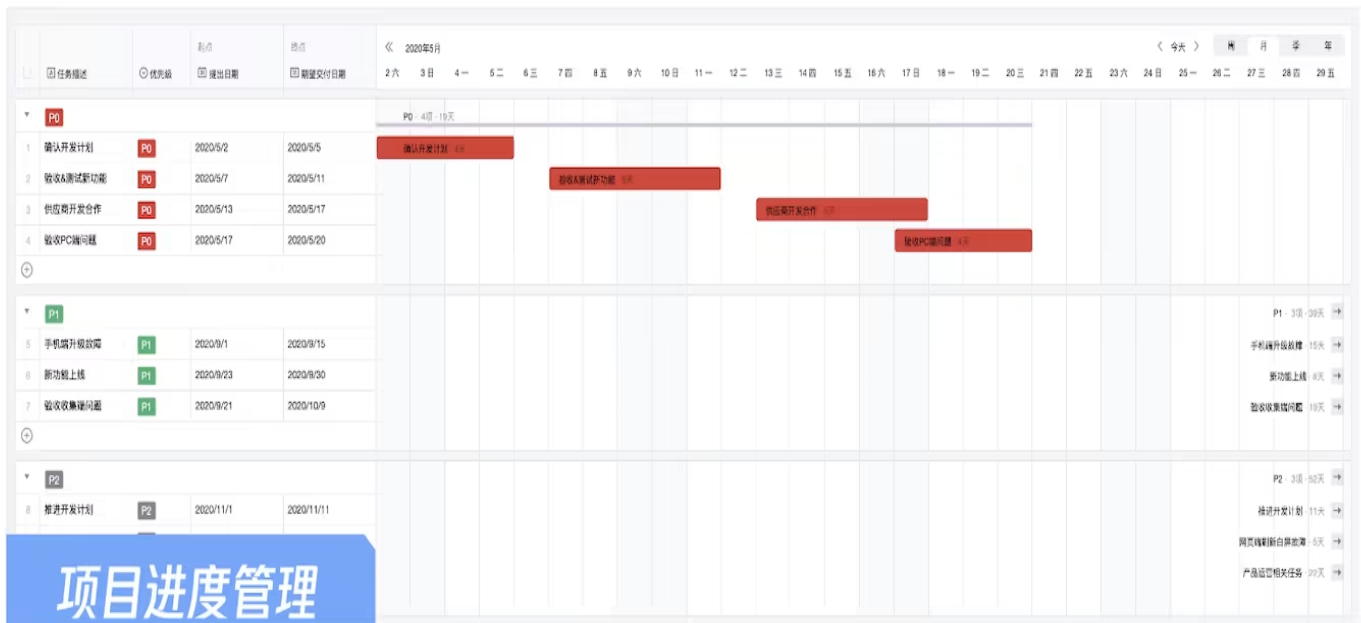 起点 终点
2020年5月 今天 周 月 季 年
任务描述 优先级 提出日期 期望交付日期 2六 3日 4一 5二 6三 7四 8五 9六 10日 11一 12二 13三 14四 15五 16六 17日 18一 19二 20三 21四 22五 23六 24日 25一 26二 27三 28四 29五
P0 P0 · 4项 · 19天
1 确认开发计划 P0 2020/5/2 2020/5/5 确认开发计划 4天
2 验收&测试新功能 P0 2020/5/7 2020/5/11 验收&测试新功能 5天
3 供应商开发合作 P0 2020/5/13 2020/5/17 供应商开发合作 5天
4 验收PC端问题 P0 2020/5/17 2020/5/20 验收PC端问题 4天
P1 P1 · 3项 · 39天
5 手机端升级故障 P1 2020/9/1 2020/9/15 手机端升级故障 · 15天
6 新功能上线 P1 2020/9/23 2020/9/30 新功能上线 · 8天
7 验收收集端问题 P1 2020/9/21 2020/10/9 验收收集端问题 · 19天
P2 P2 · 3项 · 52天
8 推进开发计划 P2 2020/11/1 2020/11/11 推进开发计划 · 11天
网页端刷新白屏故障 · 5天
产品运营相关任务 · 22天
项目进度管理